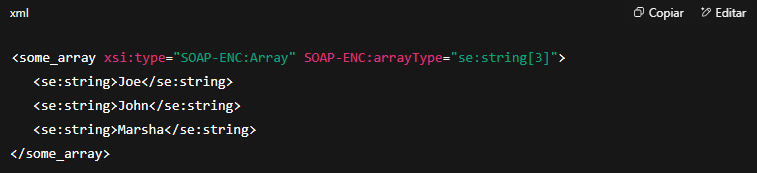 xml Copiar Editar
<some_array xsi:type="SOAP-ENC:Array" SOAP-ENC:arrayType="se:string[3]">
<se:string>Joe</se:string>
<se:string>John</se:string>
<se:string>Marsha</se:string>
</some_array>